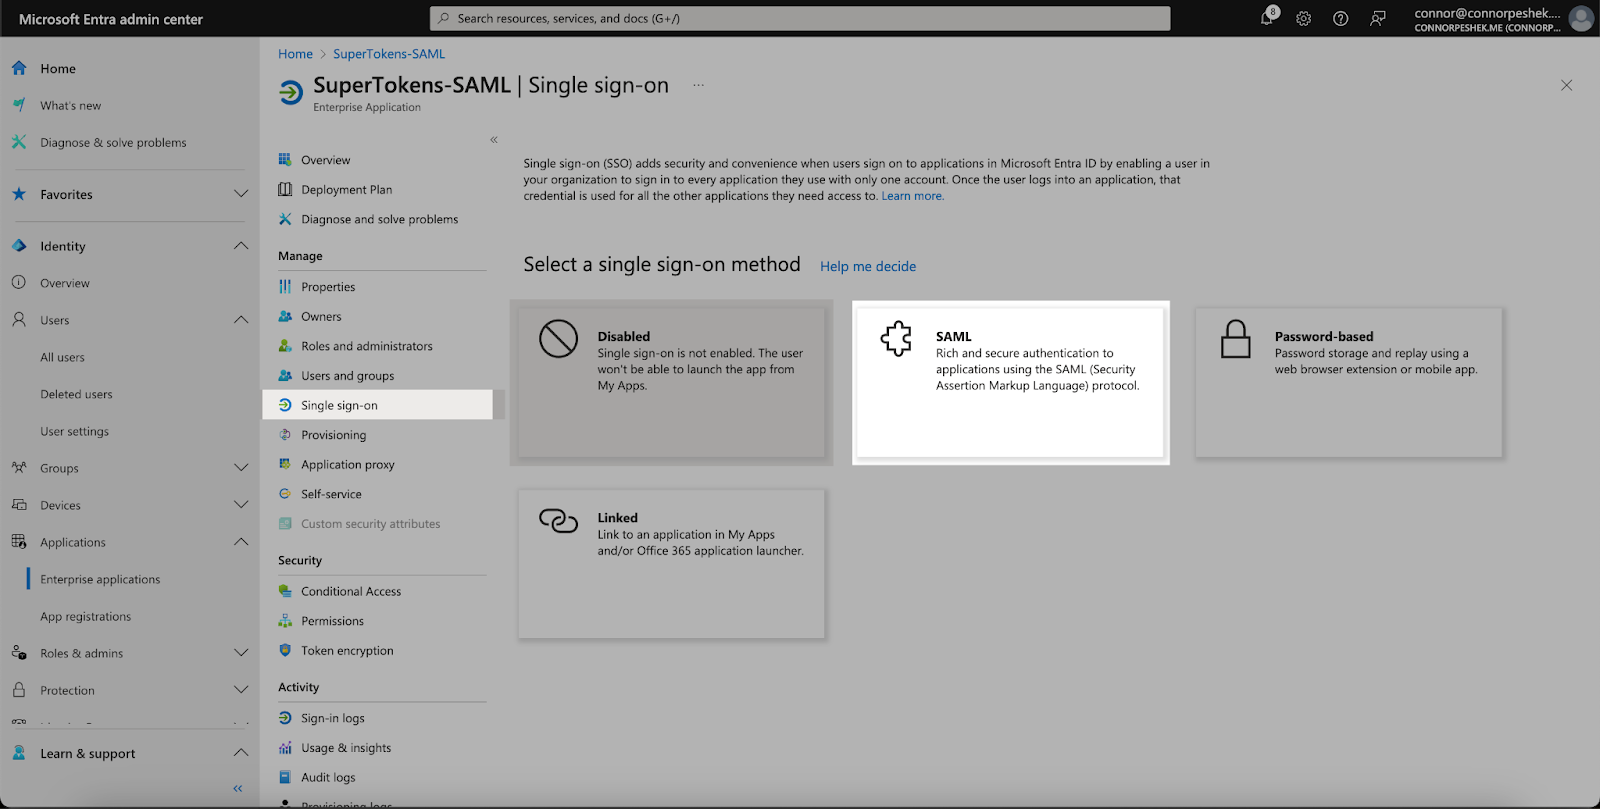 Microsoft Entra admin center
Search resources, services, and docs (G+/)
8
connor@connorpeshek....
CONNORPESHEK.ME (CONNORP...
Home
What's new
Diagnose & solve problems
Favorites
Identity
Overview
Users
All users
Deleted users
User settings
Groups
Devices
Applications
Enterprise applications
App registrations
Roles & admins
Protection
Learn & support
«
Home > SuperTokens-SAML
SuperTokens-SAML | Single sign-on ...
Enterprise Application
«
Overview
Deployment Plan
Diagnose and solve problems
Manage
Properties
Owners
Roles and administrators
Users and groups
Single sign-on
Provisioning
Application proxy
Self-service
Custom security attributes
Security
Conditional Access
Permissions
Token encryption
Activity
Sign-in logs
Usage & insights
Audit logs
Provisioning logs
Single sign-on (SSO) adds security and convenience when users sign on to applications in Microsoft Entra ID by enabling a user in
your organization to sign in to every application they use with only one account. Once the user logs into an application, that
credential is used for all the other applications they need access to. Learn more.
Select a single sign-on method Help me decide
Disabled
Single sign-on is not enabled. The user
won't be able to launch the app from
My Apps.
SAML
Rich and secure authentication to
applications using the SAML (Security
Assertion Markup Language) protocol.
Password-based
Password storage and replay using a
web browser extension or mobile app.
Linked
Link to an application in My Apps
and/or Office 365 application launcher.